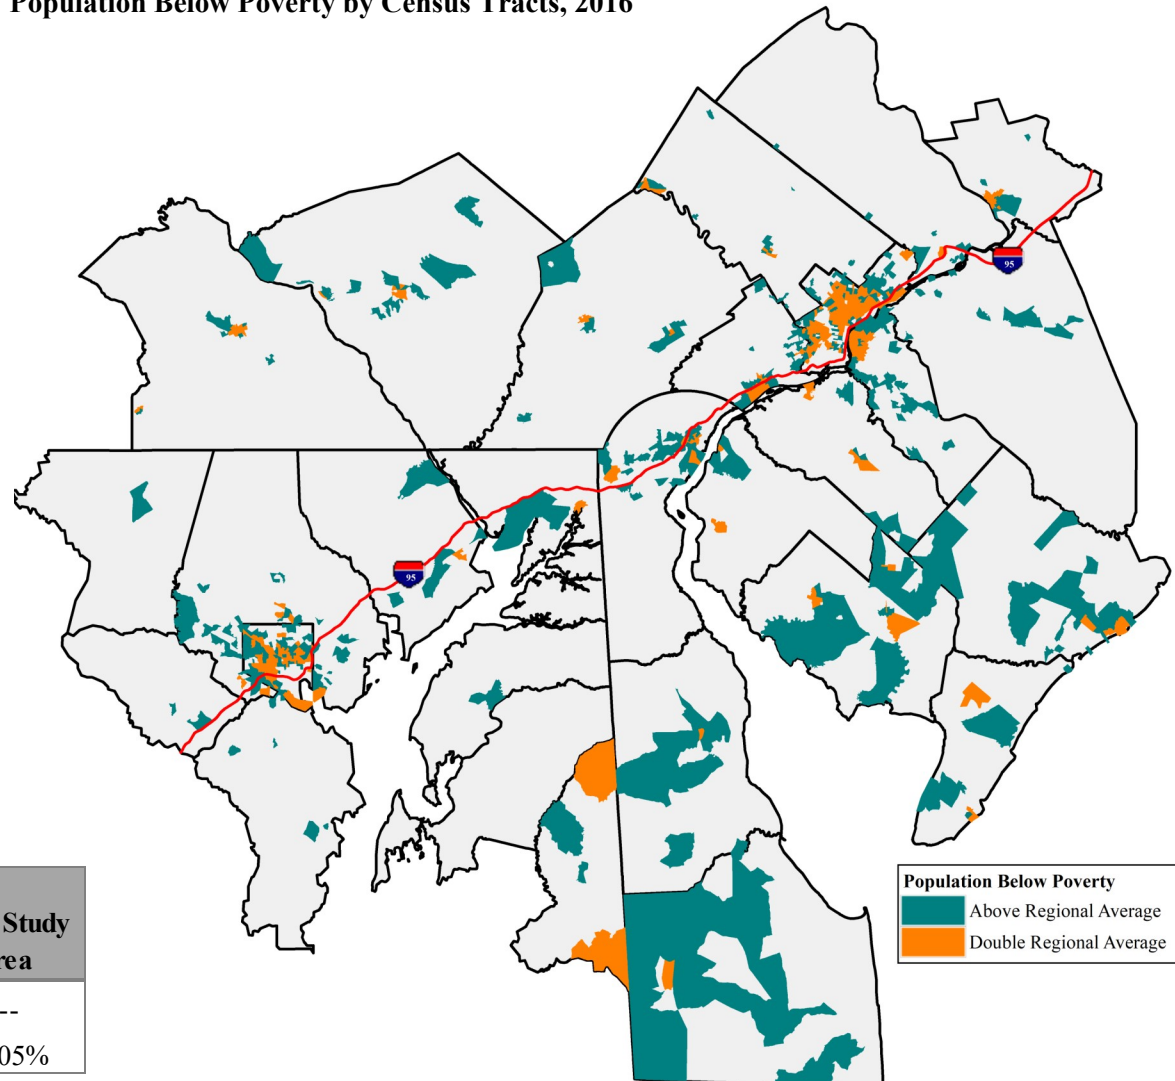 Population Below Poverty by Census Tracts, 2016
95
95
Population Below Poverty
Above Regional Average
Double Regional Average
Study
rea
--
05%